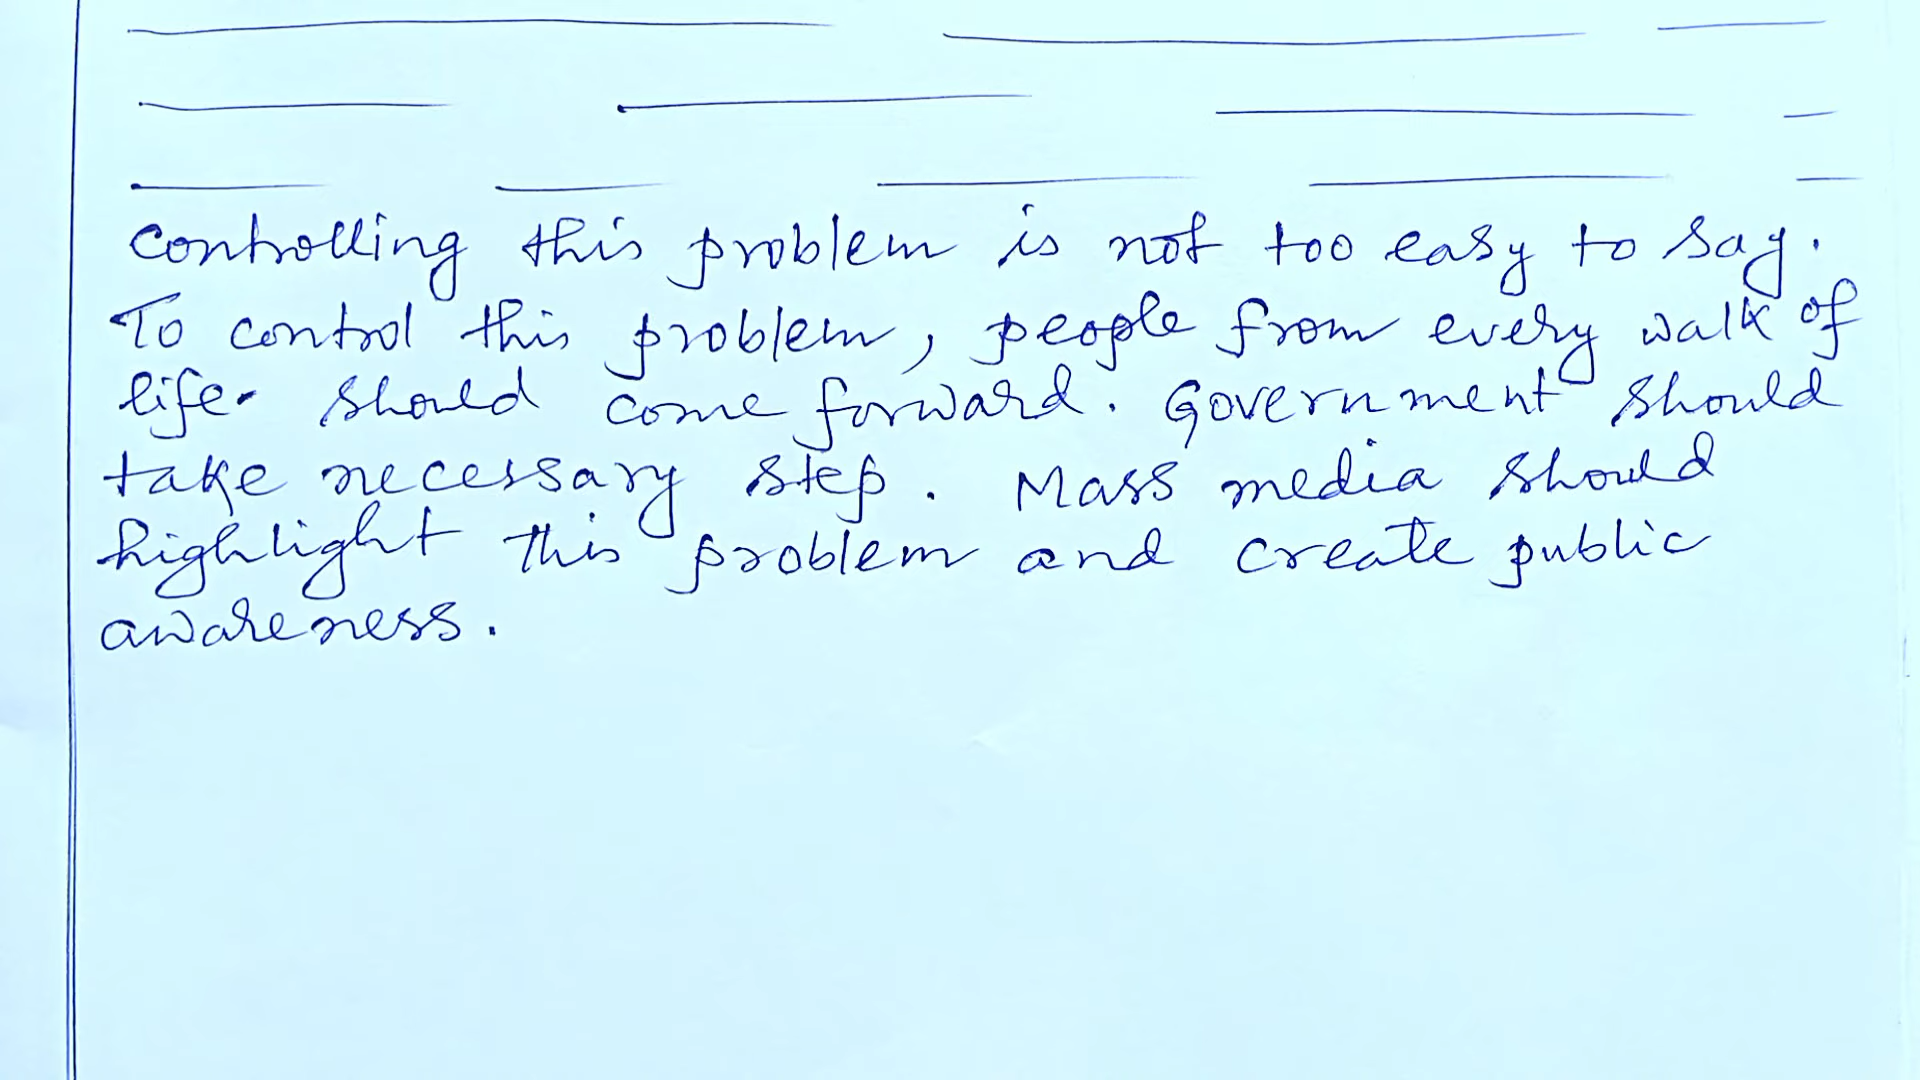 controlling this problem is not too easy to say.
To control this problem, people from every walk of
life should come forward. Government should
take necessary step. Mass media should
highlight this problem and create public
awareness.